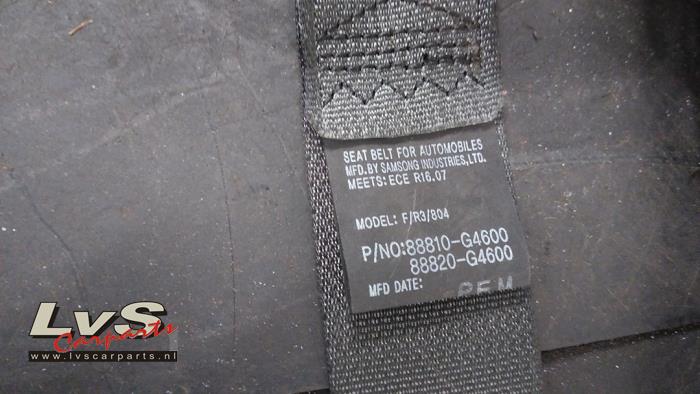 SEAT BELT FOR AUTOMOBILES
MFD.BY SAMSONG INDUSTRIES,LTD.
MEETS:ECE R16.07
MODEL: F/R3/804
P/NO:88810-G4600
88820-G4600
MFD DATE:
LvS
Carparts
www.lvscarparts.nl